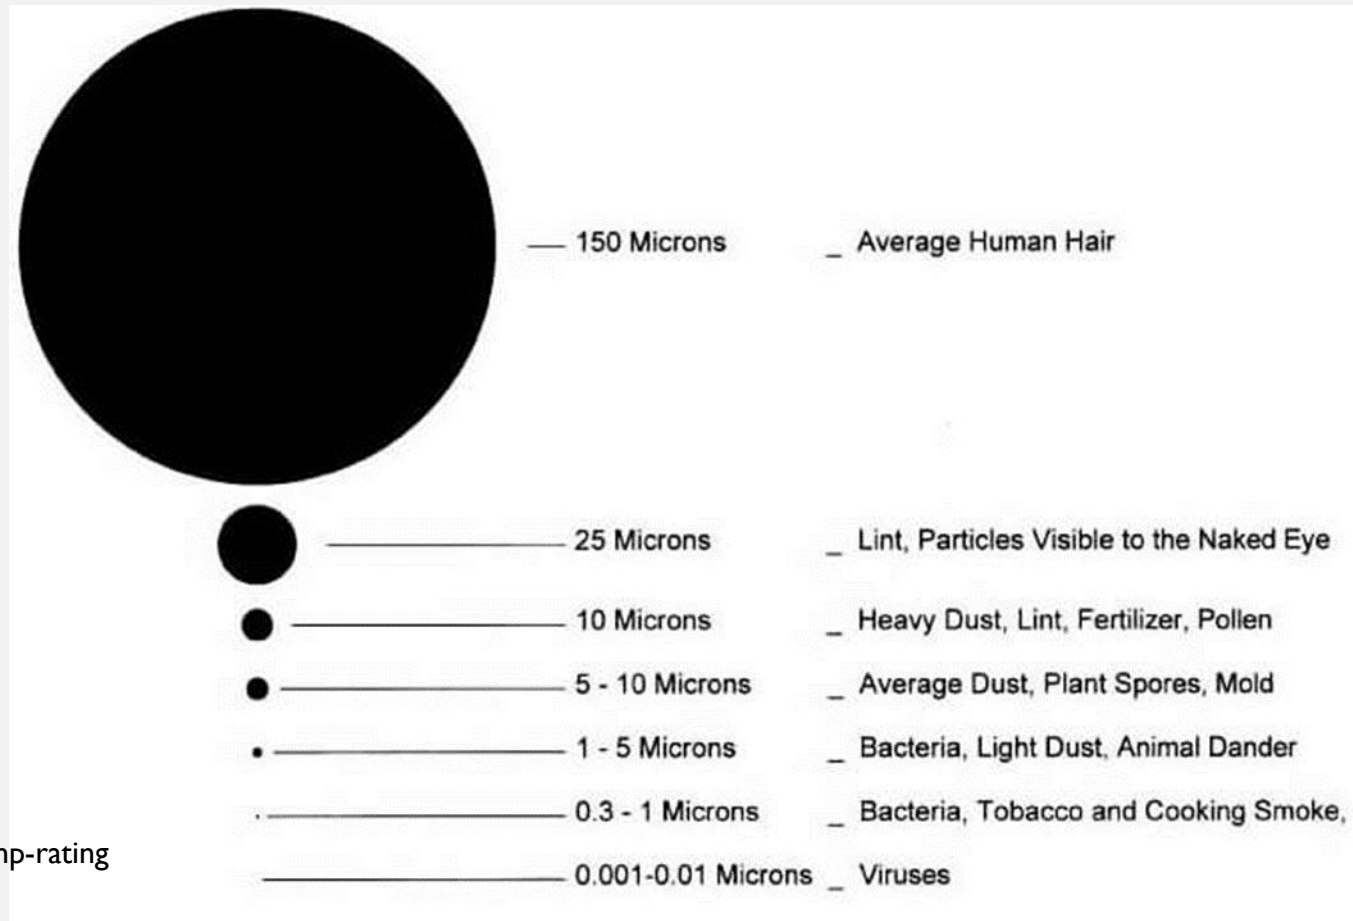 150 Microns _ Average Human Hair
25 Microns _ Lint, Particles Visible to the Naked Eye
10 Microns _ Heavy Dust, Lint, Fertilizer, Pollen
5 - 10 Microns _ Average Dust, Plant Spores, Mold
1 - 5 Microns _ Bacteria, Light Dust, Animal Dander
0.3 - 1 Microns _ Bacteria, Tobacco and Cooking Smoke,
-rating
0.001-0.01 Microns _ Viruses